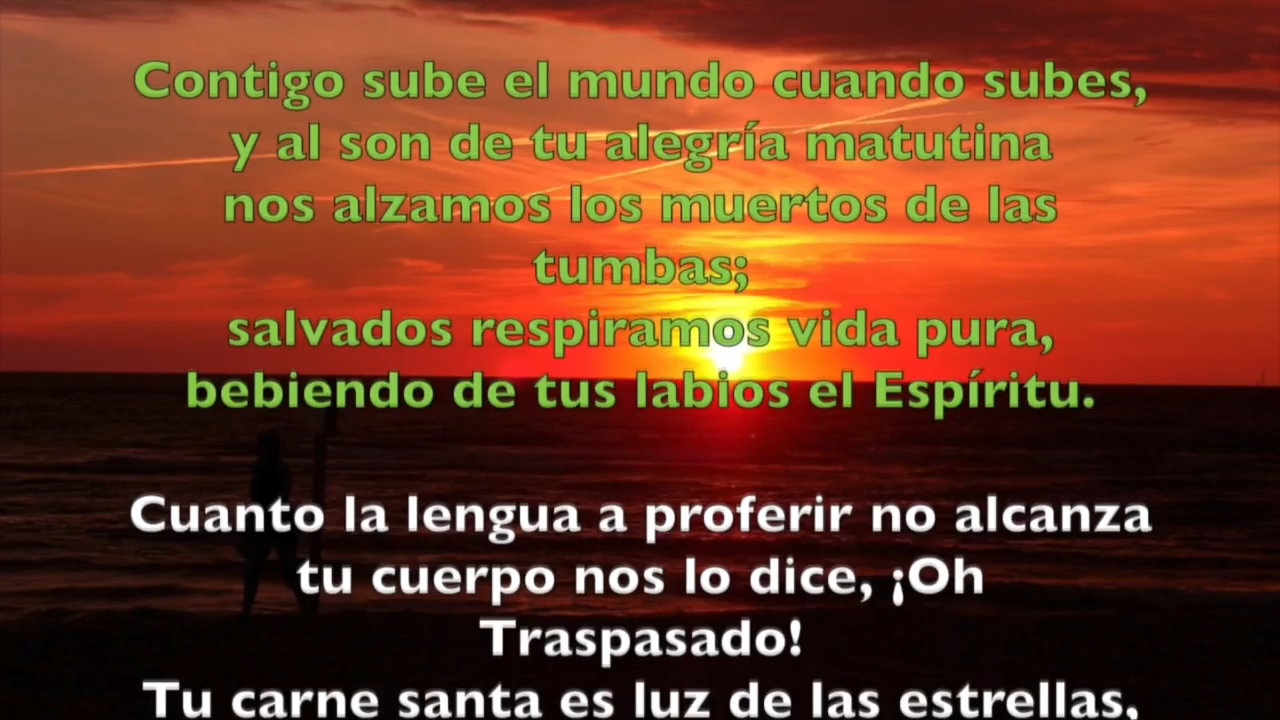 Contigo sube el mundo cuando subes,
y al son de tu alegría matutina
nos alzamos los muertos de las
tumbas;
salvados respiramos vida pura,
bebiendo de tus labios el Espíritu.
Cuanto la lengua a proferir no alcanza
tu cuerpo nos lo dice, ¡Oh
Traspasado!
Tu carne santa es luz de las estrellas,